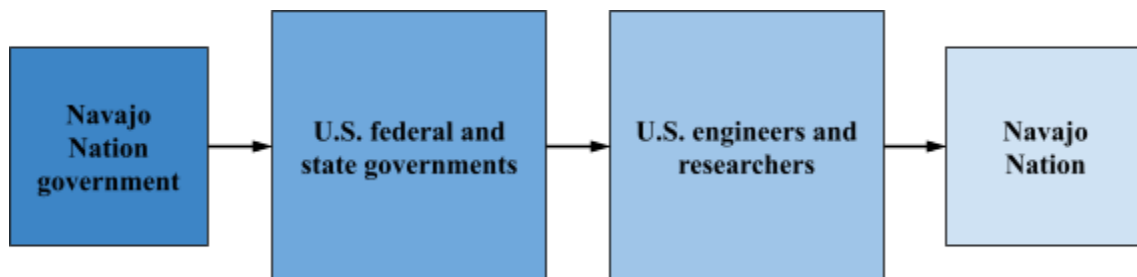 Navajo
Nation
government
U.S. federal and
state governments
U.S. engineers and
researchers
Navajo
Nation